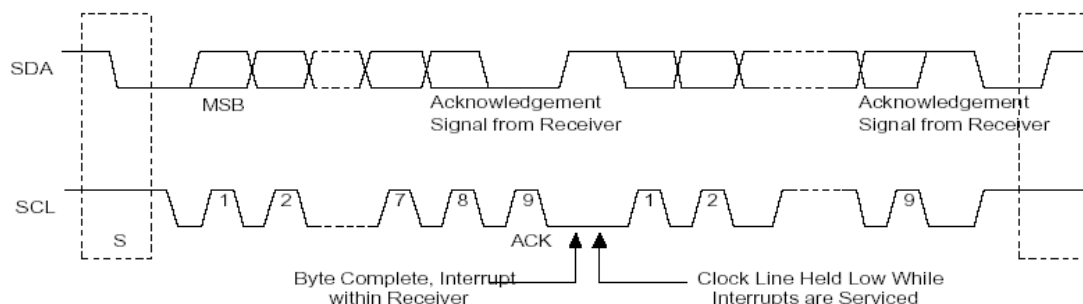 SDA
MSB
Acknowledgement
Signal from Receiver
Acknowledgement
Signal from Receiver
SCL
1
2
7
8
9
1
2
9
S
ACK
Byte Complete, Interrupt
within Receiver
Clock Line Held Low While
Interrupts are Serviced